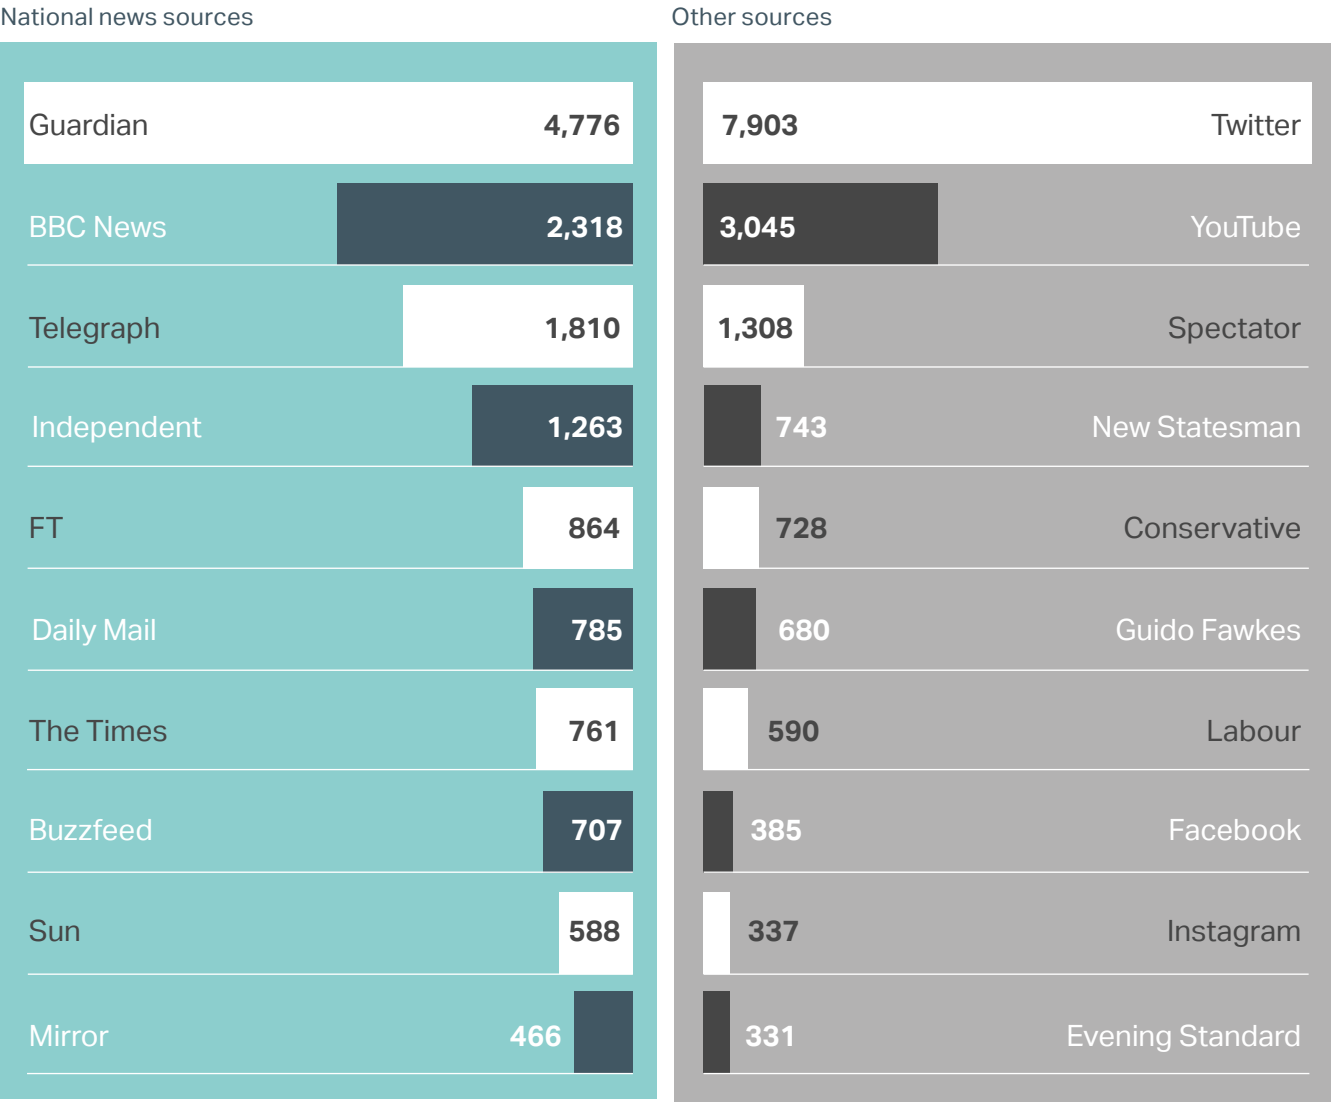 National news sources
Guardian 4,776
BBC News 2,318
Telegraph 1,810
Independent 1,263
FT 864
Daily Mail 785
The Times 761
Buzzfeed 707
Sun 588
Mirror 466
Other sources
7,903 Twitter
3,045 YouTube
1,308 Spectator
743 New Statesman
728 Conservative
680 Guido Fawkes
590 Labour
385 Facebook
337 Instagram
331 Evening Standard